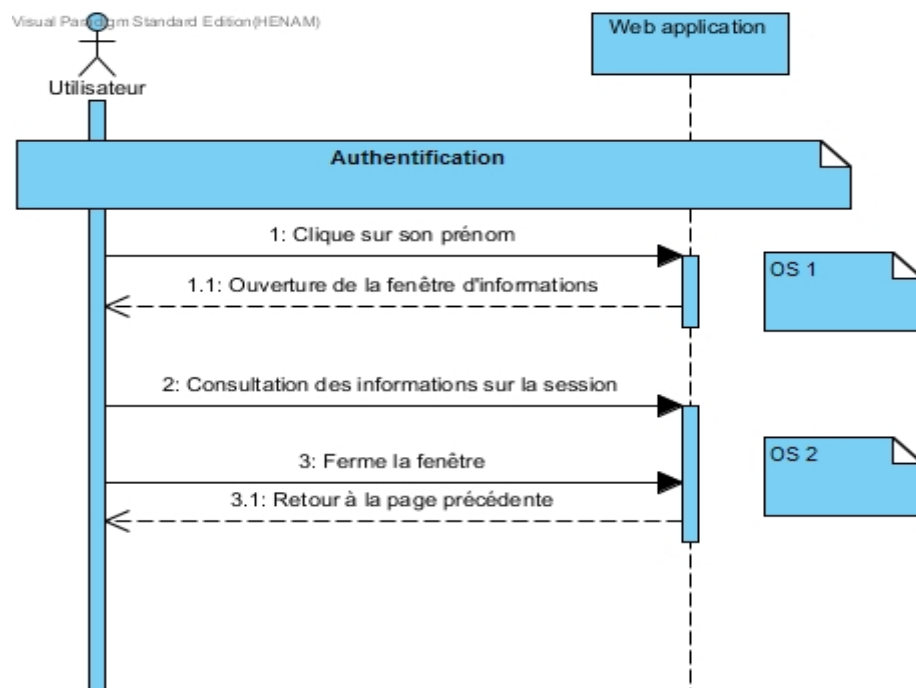 Visual Paradigm Standard Edition(HENAM)
Web application
Utilisateur
Authentification
1: Clique sur son prénom
OS 1
1.1: Ouverture de la fenêtre d'informations
2: Consultation des informations sur la session
OS 2
3: Ferme la fenêtre
3.1: Retour à la page précédente